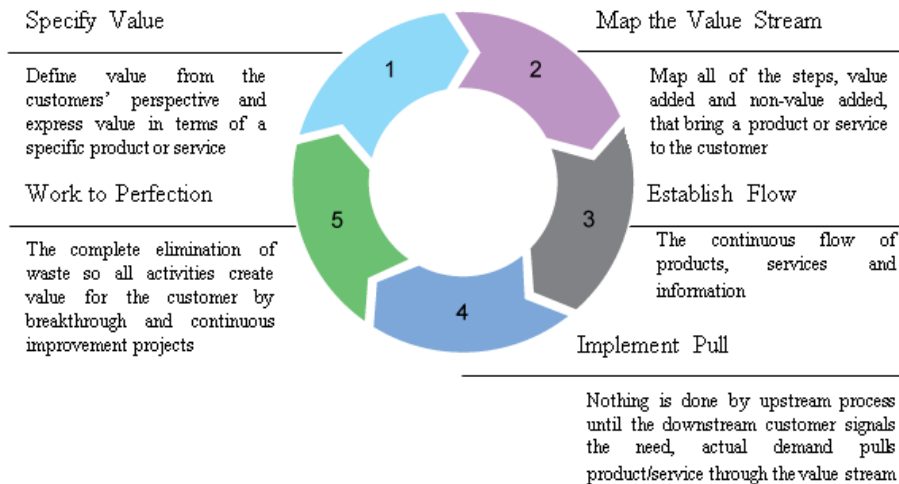 Specify Value
Define value from the
customers' perspective and
express value in terms of a
specific product or service
1
2
Map the Value Stream
Map all of the steps, value
added and non-value added,
that bring a product or service
to the customer
3
Establish Flow
The continuous flow of
products, services and
information
4
Implement Pull
Nothing is done by upstream process
until the downstream customer signals
the need, actual demand pulls
product/service through the value stream
5
Work to Perfection
The complete elimination of
waste so all activities create
value for the customer by
breakthrough and continuous
improvement projects